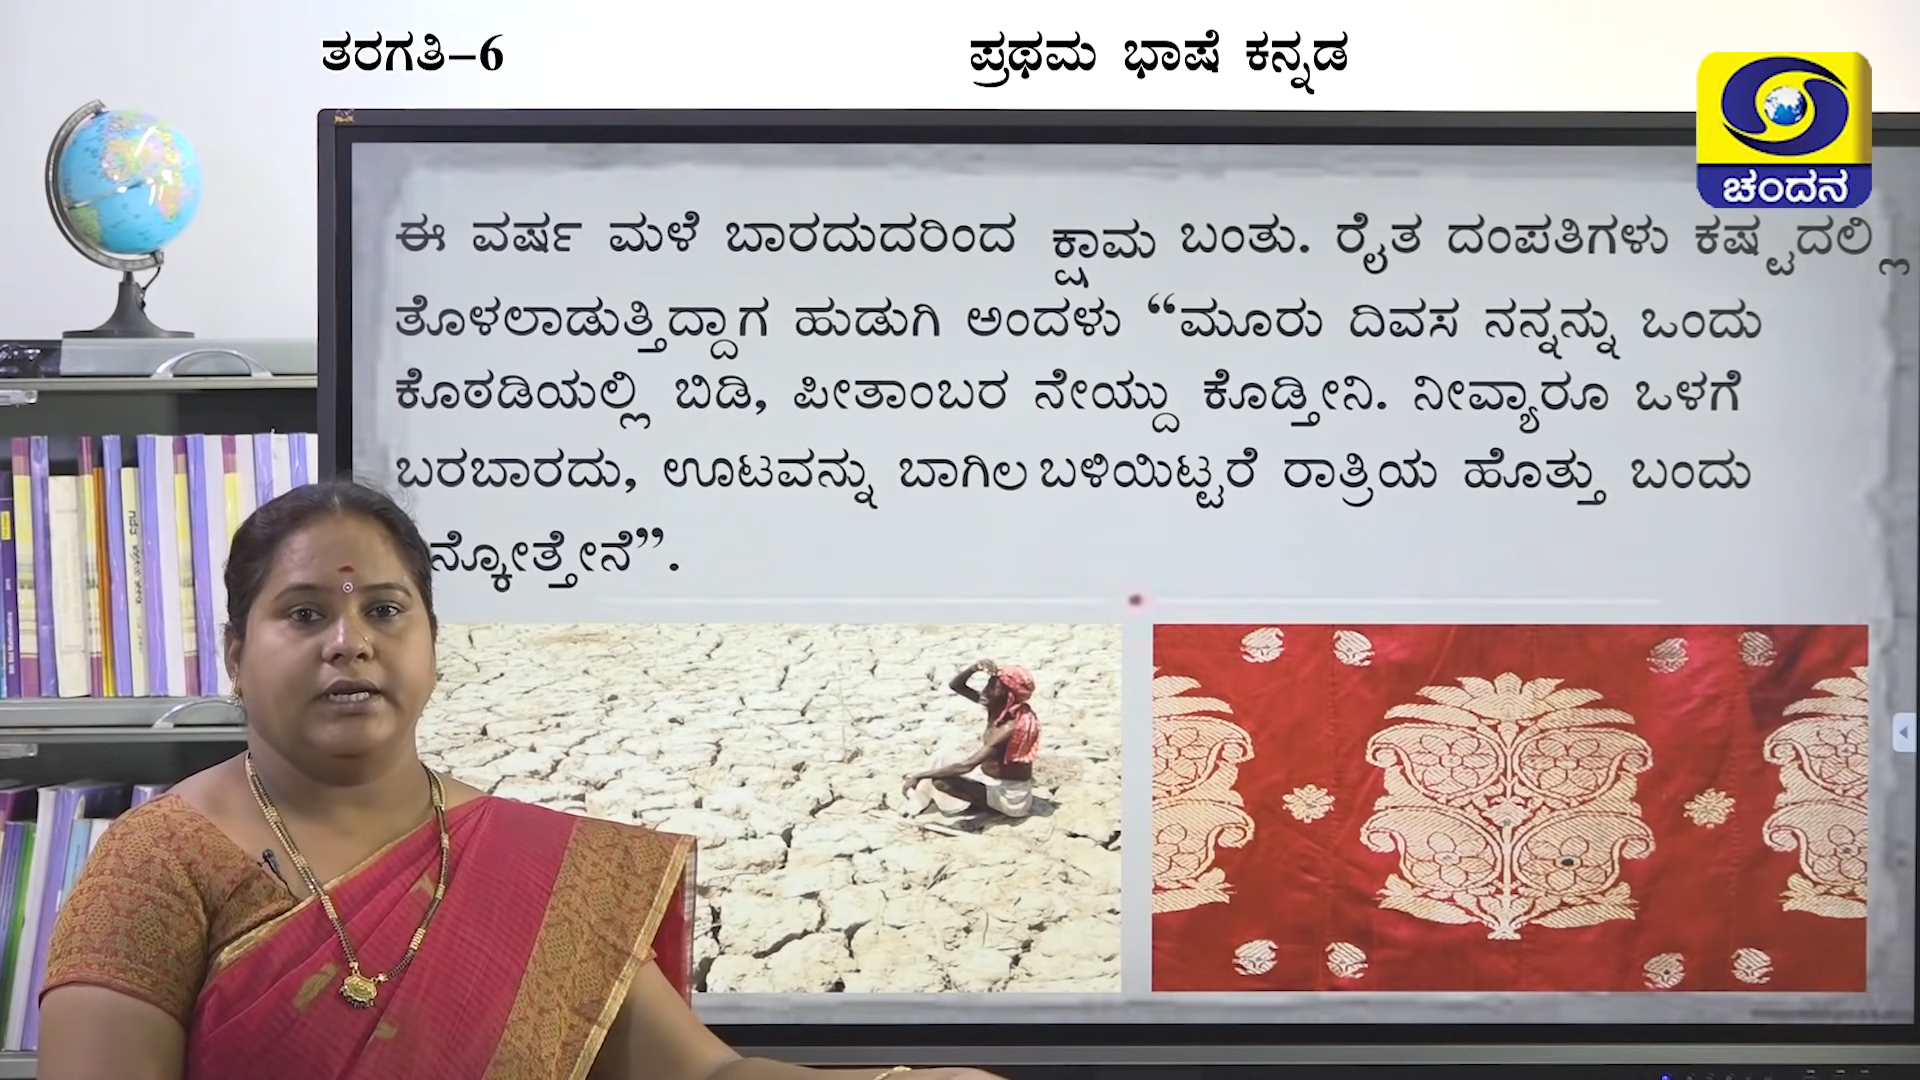 ತರಗತಿ–6
ಪ್ರಥಮ ಭಾಷೆ ಕನ್ನಡ
ಚಂದನ
ಈ ವರ್ಷ ಮಳೆ ಬಾರದುದರಿಂದ ಕ್ಷಾಮ ಬಂತು. ರೈತ ದಂಪತಿಗಳು ಕಷ್ಟದಲ್ಲಿ
ತೊಳಲಾಡುತ್ತಿದ್ದಾಗ ಹುಡುಗಿ ಅಂದಳು “ಮೂರು ದಿವಸ ನನ್ನನ್ನು ಒಂದು
ಕೊಠಡಿಯಲ್ಲಿ ಬಿಡಿ, ಪೀತಾಂಬರ ನೇಯ್ದು ಕೊಡ್ತೀನಿ. ನೀವ್ಯಾರೂ ಒಳಗೆ
ಬರಬಾರದು, ಊಟವನ್ನು ಬಾಗಿಲ ಬಳಿಯಿಟ್ಟರೆ ರಾತ್ರಿಯ ಹೊತ್ತು ಬಂದು
ನ್ಕೋತ್ತೇನೆ”.